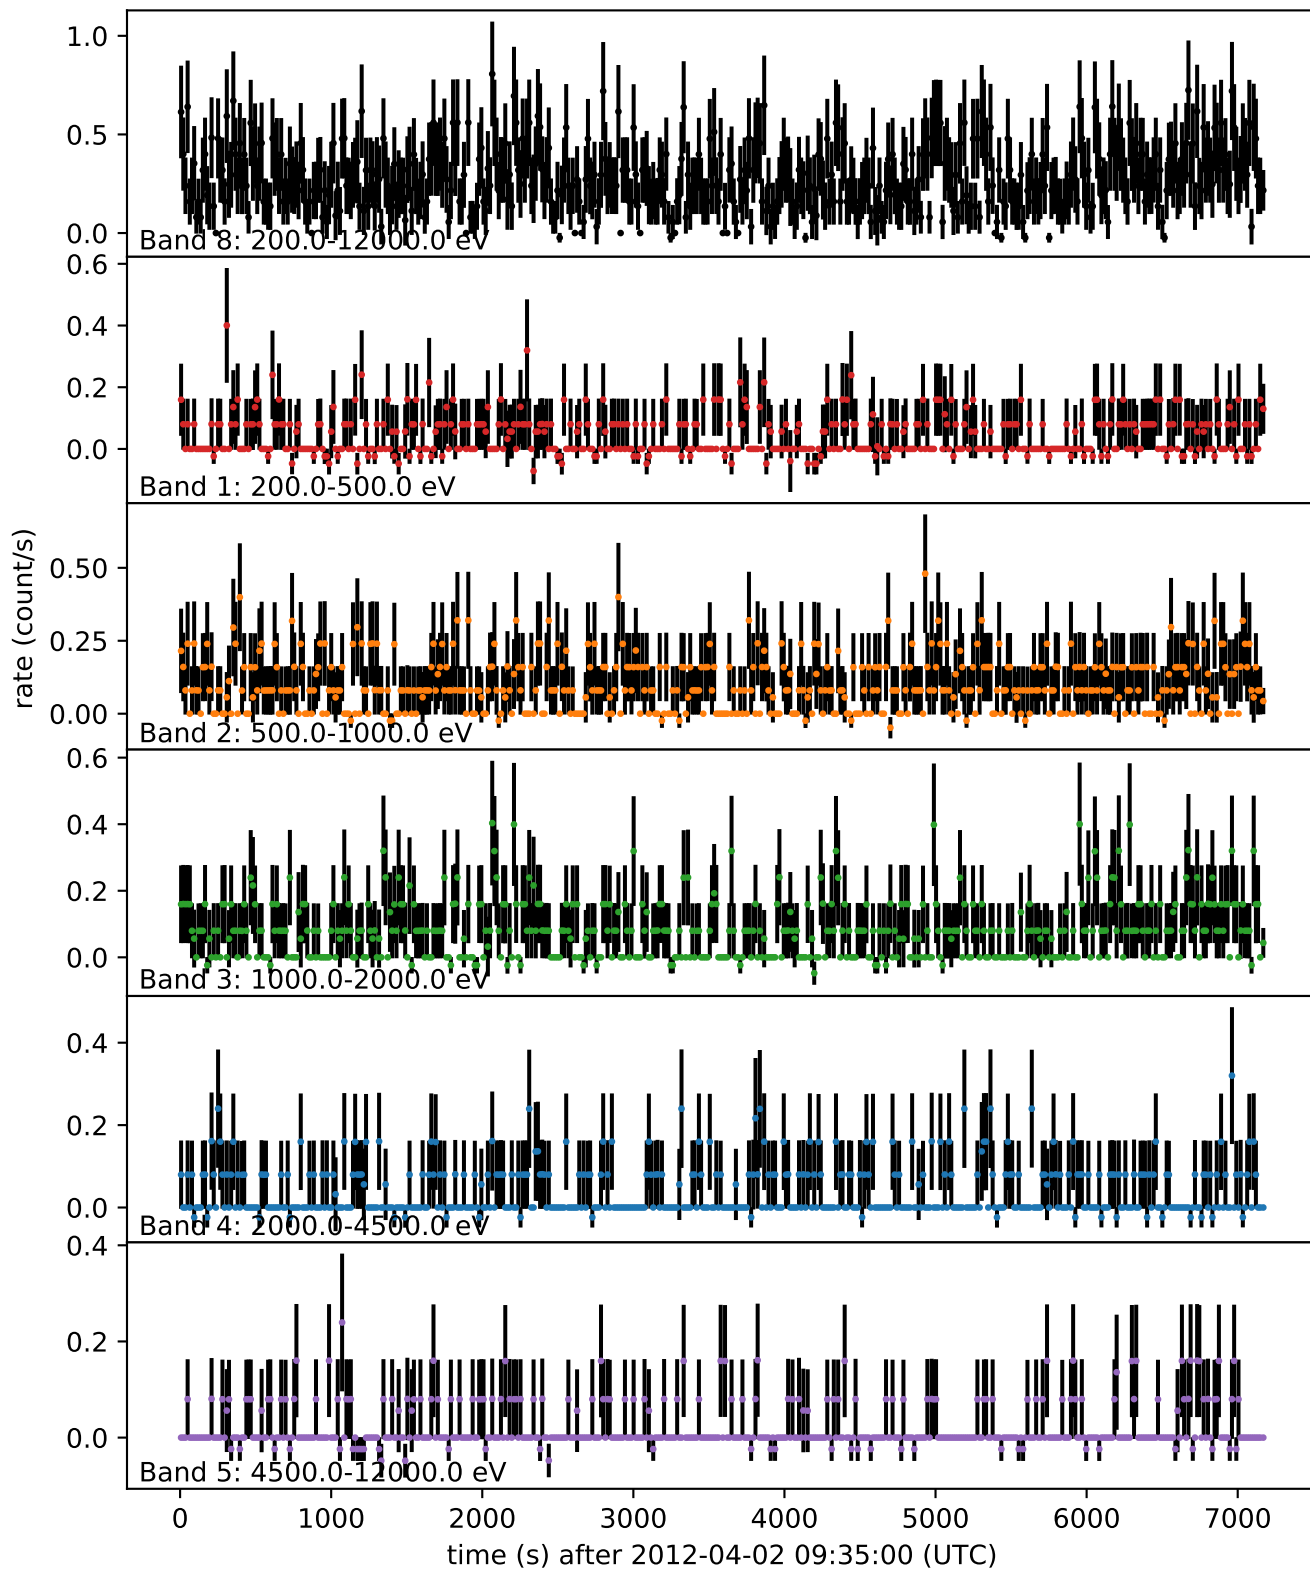 1.0
0.5
0.0
Band 8: 200.0-12000.0 eV
0.6
0.4
0.2
0.0
Band 1: 200.0-500.0 eV
rate (count/s)
0.50
0.25
0.00
Band 2: 500.0-1000.0 eV
0.6
0.4
0.2
0.0
Band 3: 1000.0-2000.0 eV
0.4
0.2
0.0
Band 4: 2000.0-4500.0 eV
0.4
0.2
0.0
Band 5: 4500.0-12000.0 eV
0 1000 2000 3000 4000 5000 6000 7000
time (s) after 2012-04-02 09:35:00 (UTC)